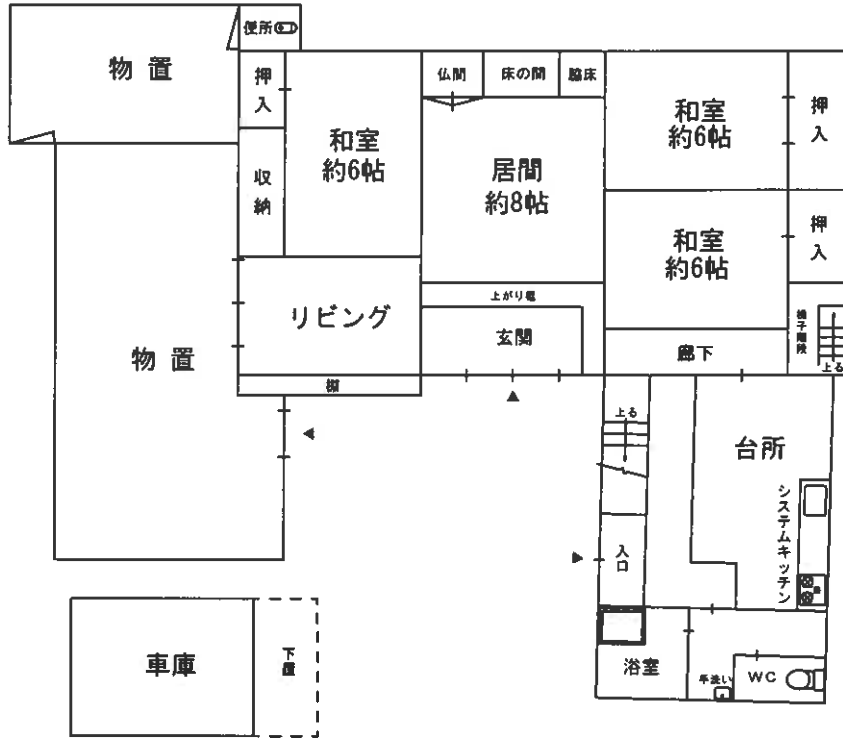 便所
物置
押入
仏間
床の間
脇床
和室
約6帖
居間
約8帖
和室
約6帖
押入
収納
和室
約6帖
押入
リビング
上がり框
玄関
廊下
梯子階段
上る
物置
棚
上る
台所
システムキッチン
入口
車庫
下屋
浴室
手洗い
WC